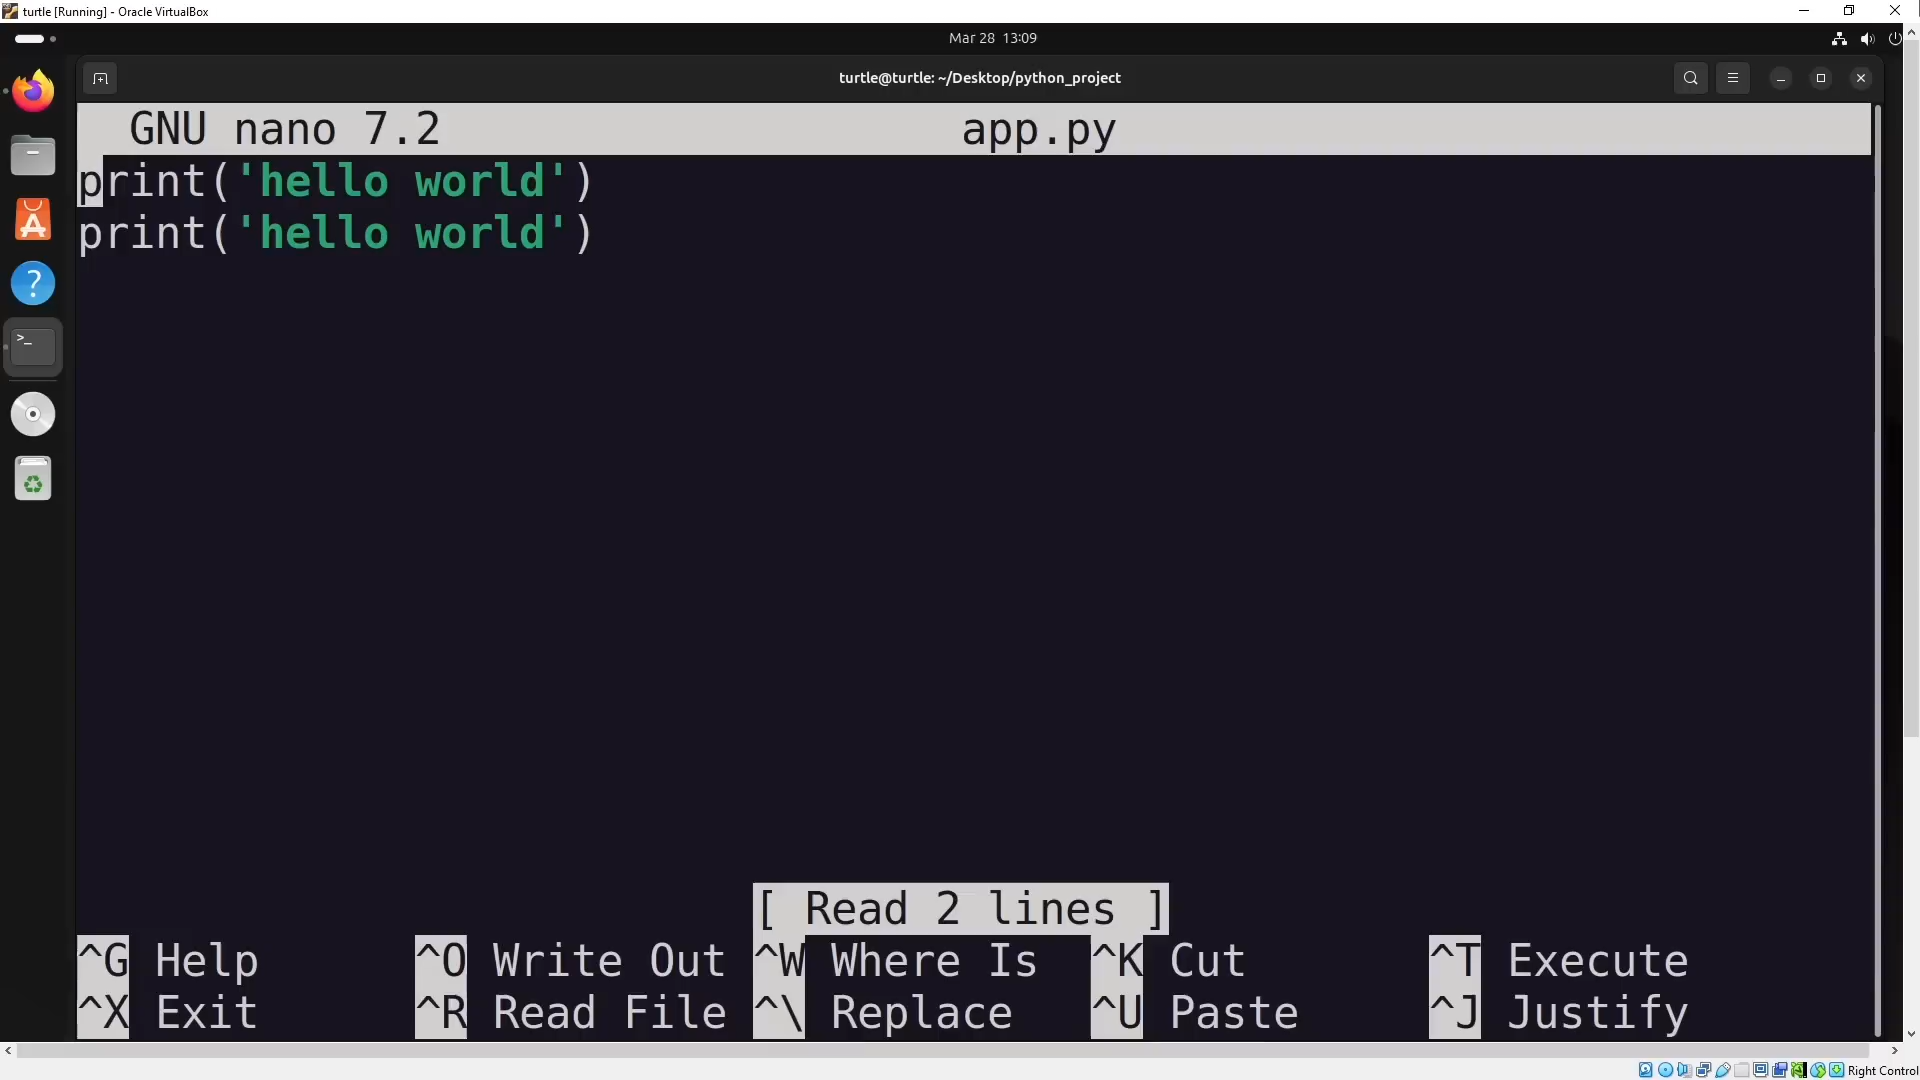 turtle [Running] - Oracle VirtualBox
Mar 28 13:09
turtle@turtle: ~/Desktop/python_project
GNU nano 7.2 app.py
print('hello world')
print('hello world')
[ Read 2 lines ]
^G Help ^O Write Out ^W Where Is ^K Cut ^T Execute
^X Exit ^R Read File ^\ Replace ^U Paste ^J Justify
Right Control